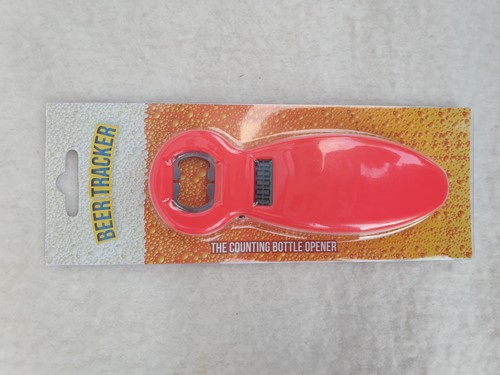 BEER TRACKER
THE COUNTING BOTTLE OPENER